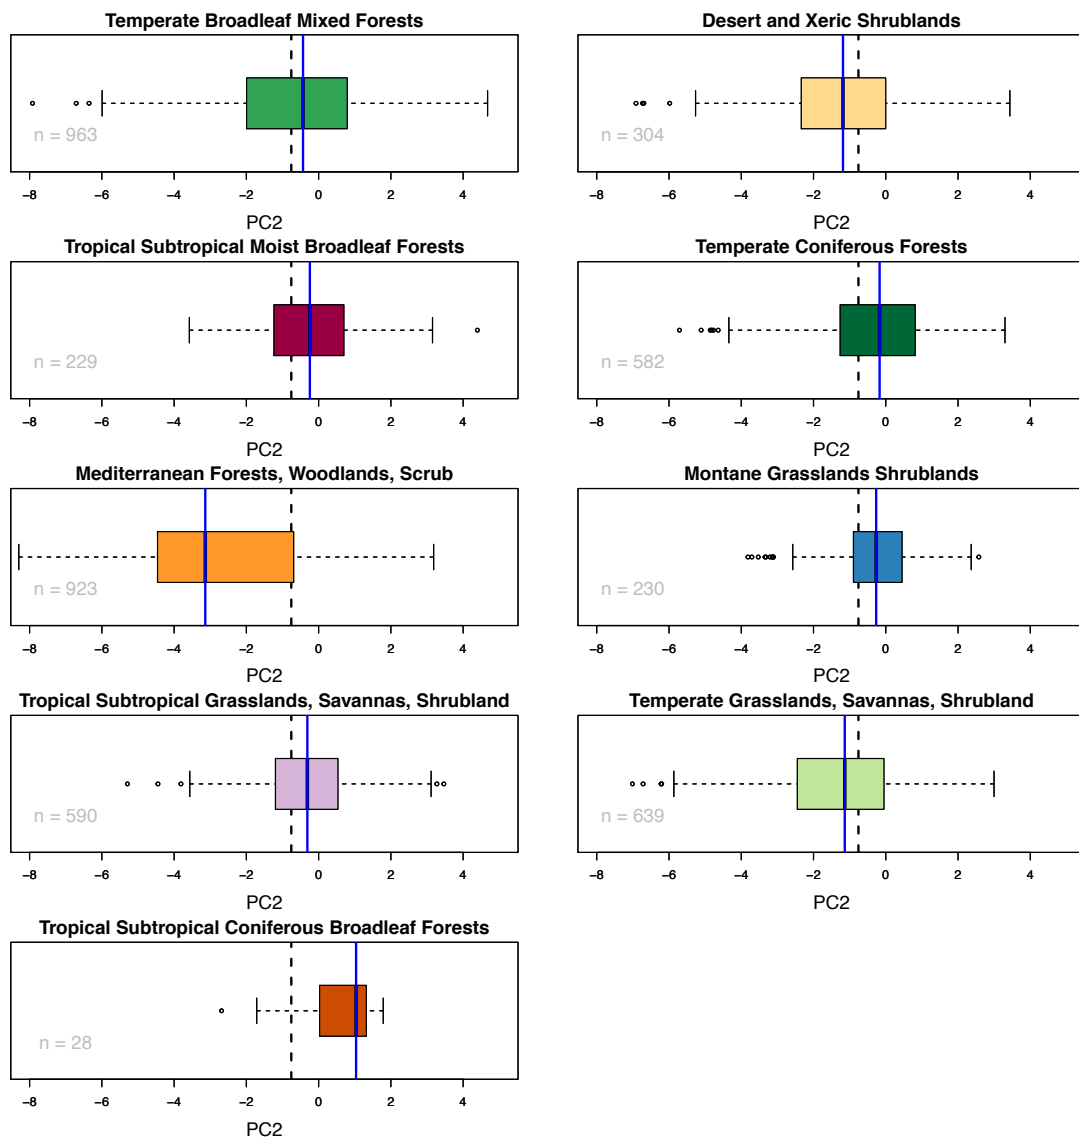 Temperate Broadleaf Mixed Forests
n = 963
−8 −6 −4 −2 0 2 4
PC2
Desert and Xeric Shrublands
n = 304
−8 −6 −4 −2 0 2 4
PC2
Tropical Subtropical Moist Broadleaf Forests
n = 229
−8 −6 −4 −2 0 2 4
PC2
Temperate Coniferous Forests
n = 582
−8 −6 −4 −2 0 2 4
PC2
Mediterranean Forests, Woodlands, Scrub
n = 923
−8 −6 −4 −2 0 2 4
PC2
Montane Grasslands Shrublands
n = 230
−8 −6 −4 −2 0 2 4
PC2
Tropical Subtropical Grasslands, Savannas, Shrubland
n = 590
−8 −6 −4 −2 0 2 4
PC2
Temperate Grasslands, Savannas, Shrubland
n = 639
−8 −6 −4 −2 0 2 4
PC2
Tropical Subtropical Coniferous Broadleaf Forests
n = 28
−8 −6 −4 −2 0 2 4
PC2